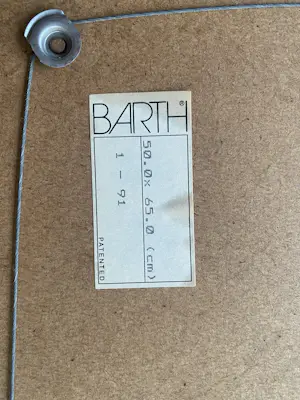 BARTH®
50.0x 65.0 (cm)
1 - 91
PATENTED